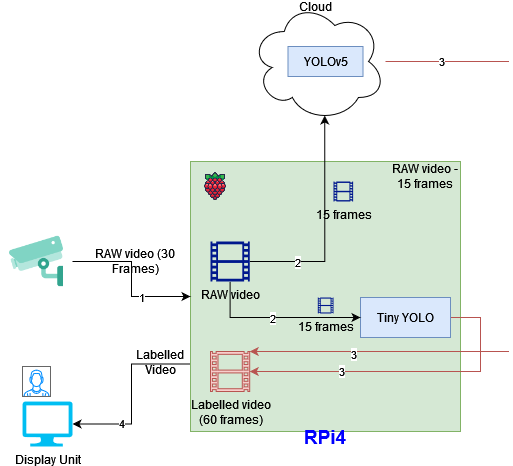 Cloud
YOLOv5
3
RAW video -
15 frames
15 frames
RAW video (30
Frames)
2
1
RAW video
2
15 frames
Tiny YOLO
Labelled
Video
3
3
Labelled video
(60 frames)
4
RPi4
Display Unit